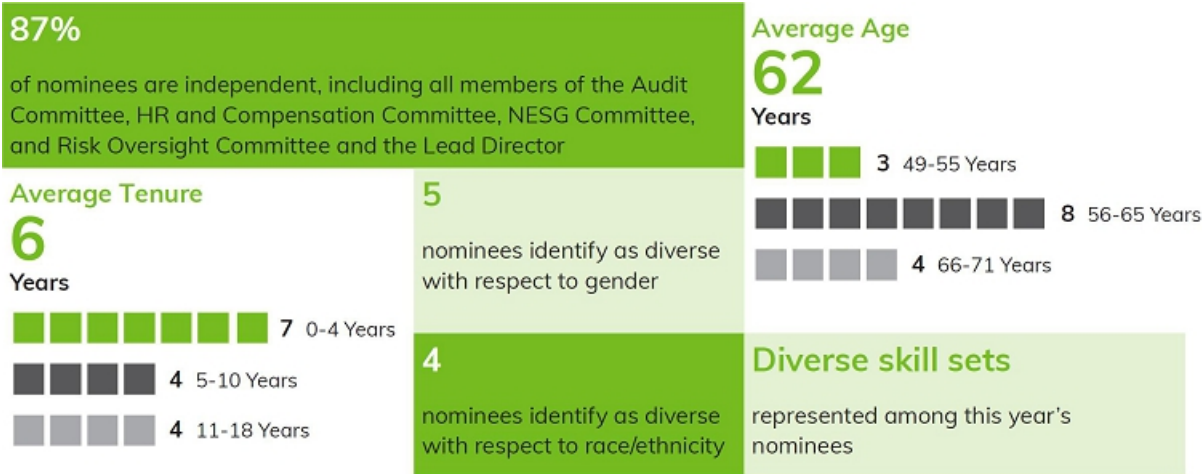 87%
of nominees are independent, including all members of the Audit
Committee, HR and Compensation Committee, NESG Committee,
and Risk Oversight Committee and the Lead Director
Average Tenure
6
Years
7 0-4 Years
4 5-10 Years
4 11-18 Years
5
nominees identify as diverse
with respect to gender
4
nominees identify as diverse
with respect to race/ethnicity
Average Age
62
Years
3 49-55 Years
8 56-65 Years
4 66-71 Years
Diverse skill sets
represented among this year's
nominees